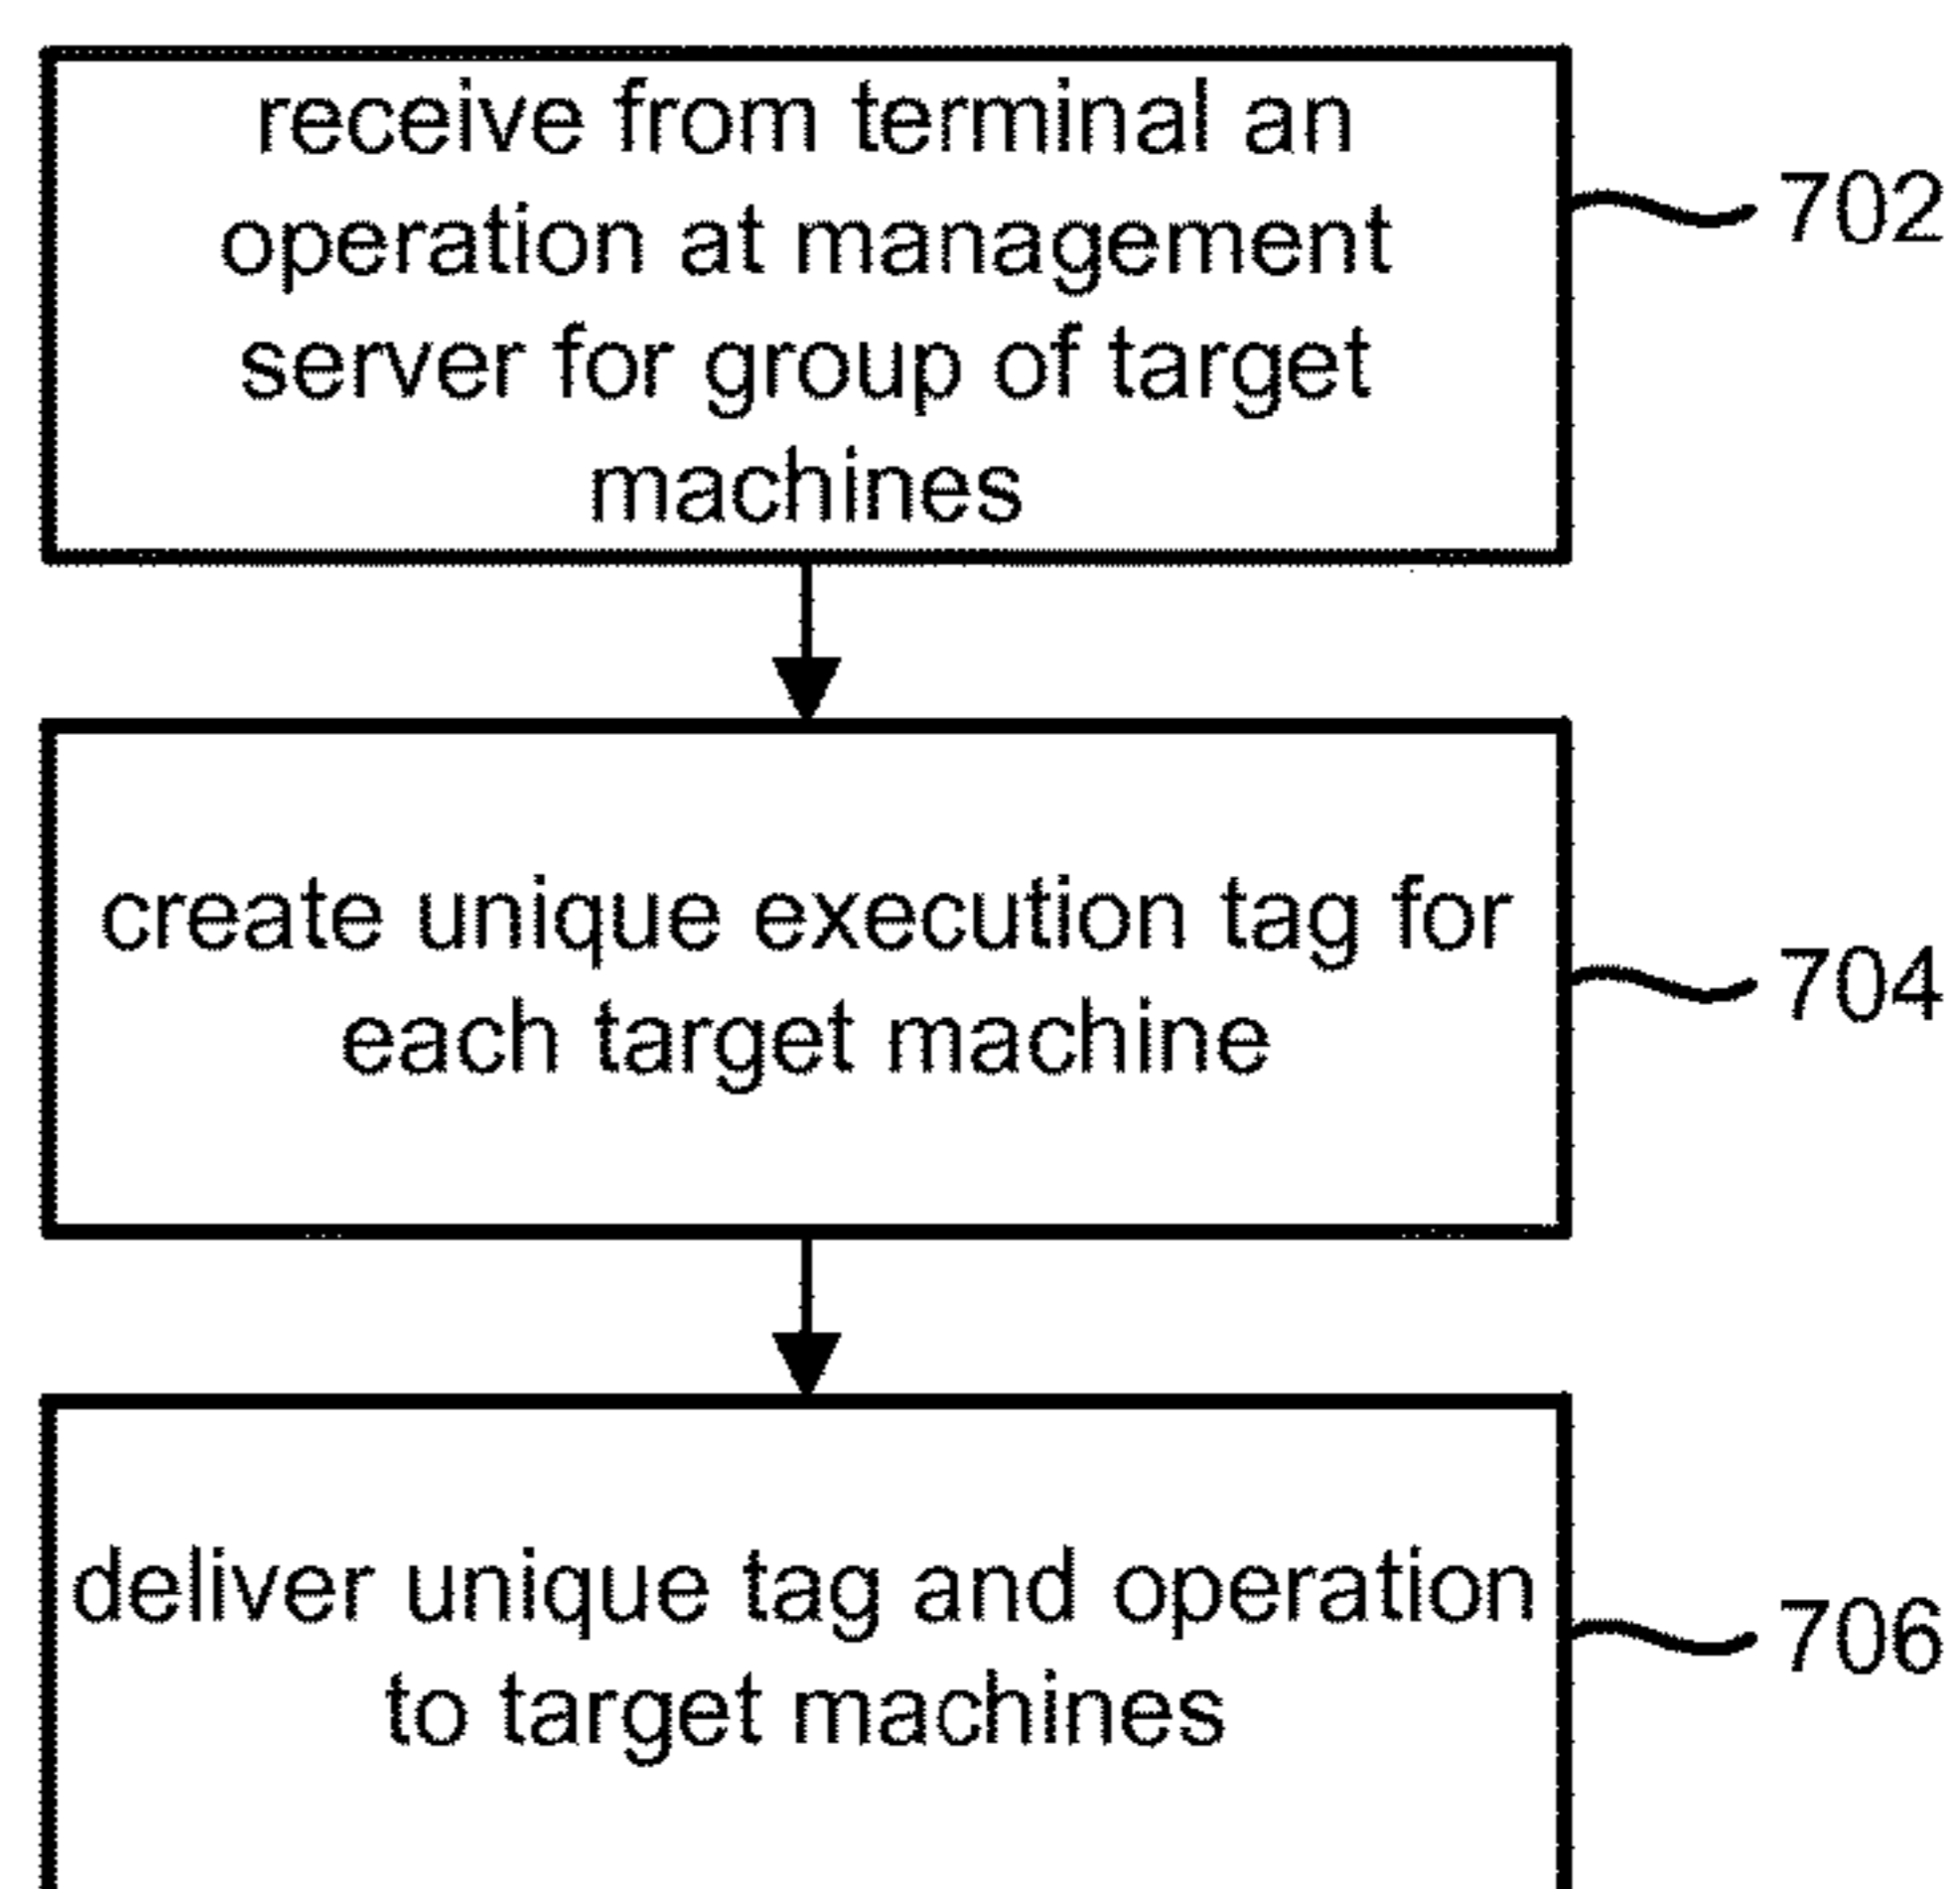 receive from terminal an
operation at management
server for group of target
machines
702
create unique execution tag for
each target machine
704
deliver unique tag and operation
to target machines
706